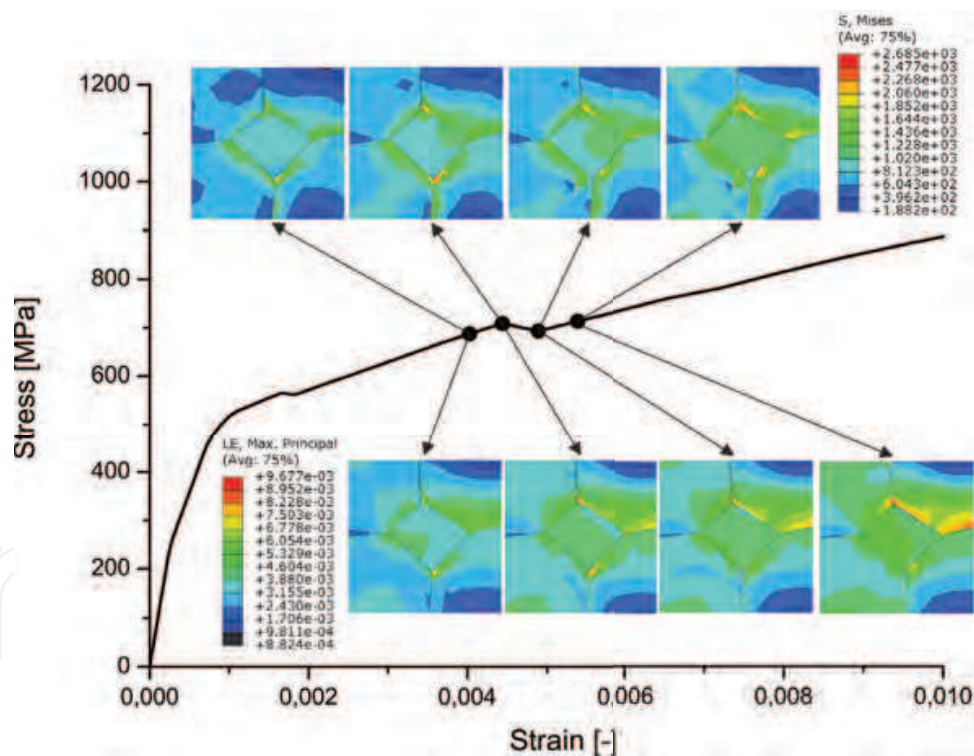 S, Mises
(Avg: 75%)
+2.685e+03
+2.477e+03
+2.268e+03
+2.060e+03
+1.852e+03
+1.644e+03
+1.436e+03
+1.228e+03
+1.020e+03
+8.123e+02
+6.043e+02
+3.962e+02
+1.882e+02
1200
1000
800
600
400
200
0
Stress [MPa]
LE, Max. Principal
(Avg: 75%)
+9.677e-03
+8.952e-03
+8.228e-03
+7.503e-03
+6.778e-03
+6.054e-03
+5.329e-03
+4.604e-03
+3.880e-03
+3.155e-03
+2.430e-03
+1.706e-03
+9.811e-04
+8.824e-04
0,000
0,002
0,004
0,006
0,008
0,010
Strain [-]